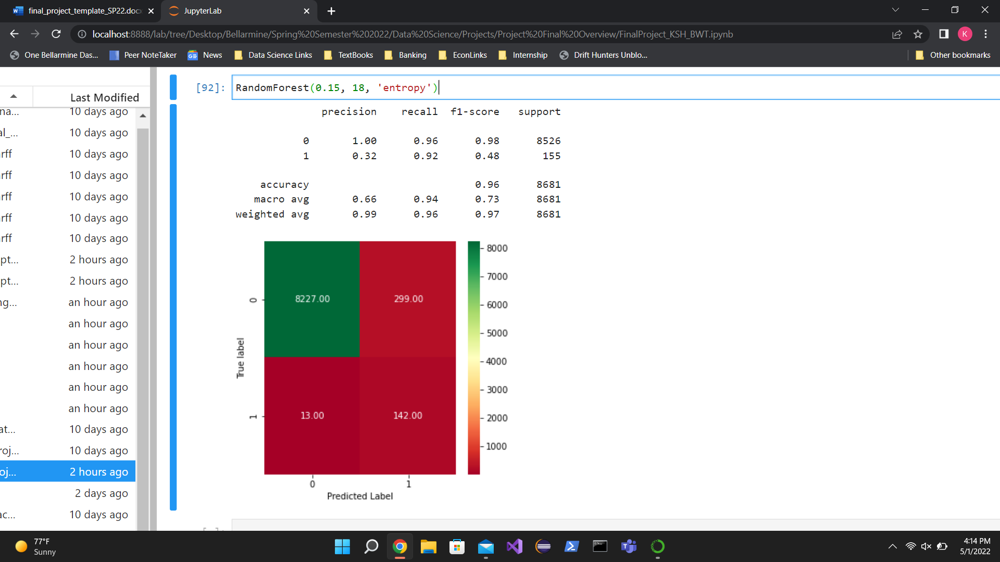 final_project_template_SP22.docx
JupyterLab
localhost:8888/lab/tree/Desktop/Bellarmine/Spring%20Semester%202022/Data%20Science/Projects/Project%20Final%20Overview/FinalProject_KSH_BWT.ipynb
K
One Bellarmine Das... Peer NoteTaker News Data Science Links TextBooks Banking EconLinks Internship Drift Hunters Unblo... Other bookmarks
Last Modified
na... 10 days ago
al_... 10 days ago
rff 10 days ago
rff 10 days ago
rff 10 days ago
rff 10 days ago
rff 10 days ago
pt... 2 hours ago
pt... 2 hours ago
ng... an hour ago
an hour ago
an hour ago
an hour ago
an hour ago
an hour ago
at... 10 days ago
roj... 10 days ago
oj... 2 hours ago
2 days ago
ac... 10 days ago
[92]: RandomForest(0.15, 18, 'entropy')
precision recall f1-score support
0 1.00 0.96 0.98 8526
1 0.32 0.92 0.48 155
accuracy 0.96 8681
macro avg 0.66 0.94 0.73 8681
weighted avg 0.99 0.96 0.97 8681
8227.00 299.00
13.00 142.00
0
1
True label
0 1
Predicted Label
8000
7000
6000
5000
4000
3000
2000
1000
[ ]:
77°F
Sunny
4:14 PM
5/1/2022